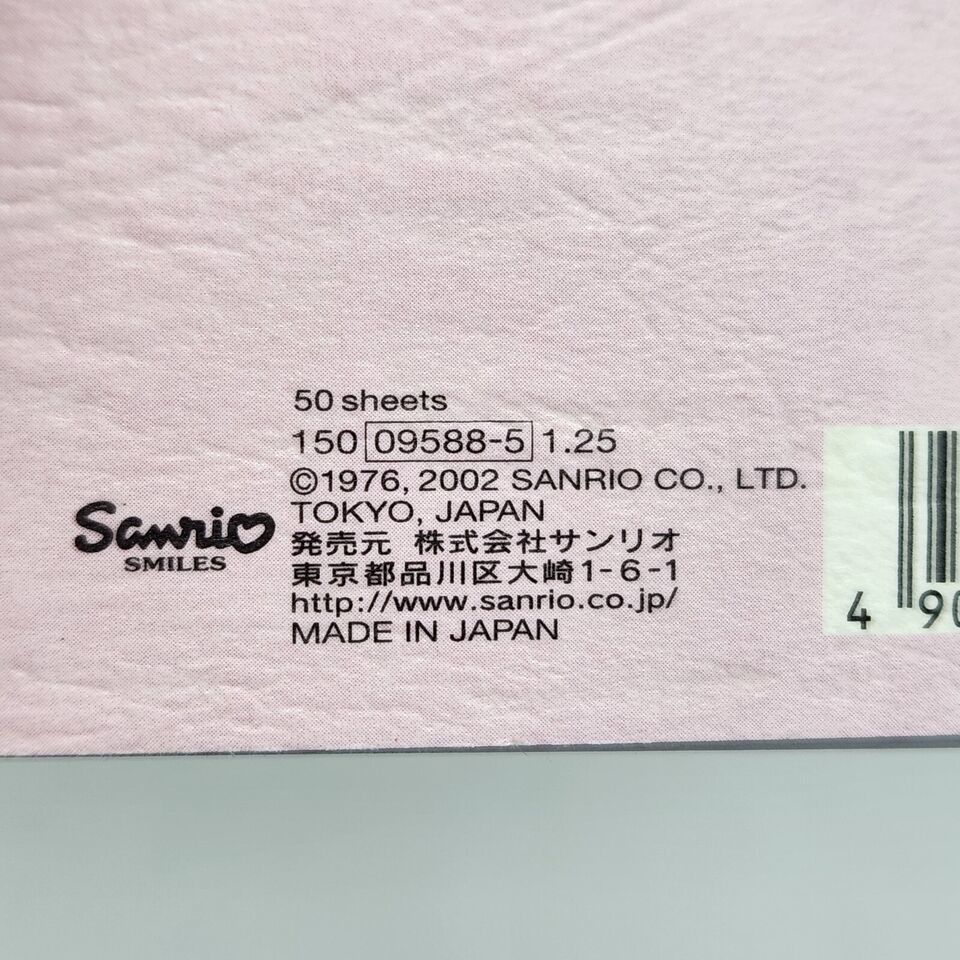 50 sheets
150 09588-5 1.25
©1976, 2002 SANRIO CO., LTD.
TOKYO, JAPAN
発売元 株式会社サンリオ
東京都品川区大崎1-6-1
http://www.sanrio.co.jp/
MADE IN JAPAN
Sanrio
SMILES
4 90